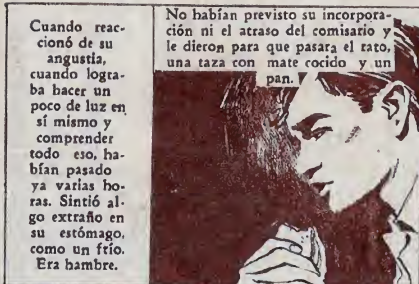 Cuando reac-
cionó de su
angustia,
cuando logra-
ba hacer un
poco de luz en
sí mismo y
comprender
todo eso, ha-
bían pasado
ya varias ho-
ras. Sintió al-
go extraño en
su estómago,
como un frío.
Era hambre.
No habían previsto su incorpora-
ción ni el atraso del comisario y
le dieron para que pasara el rato,
una taza con mate cocido y un
pan.